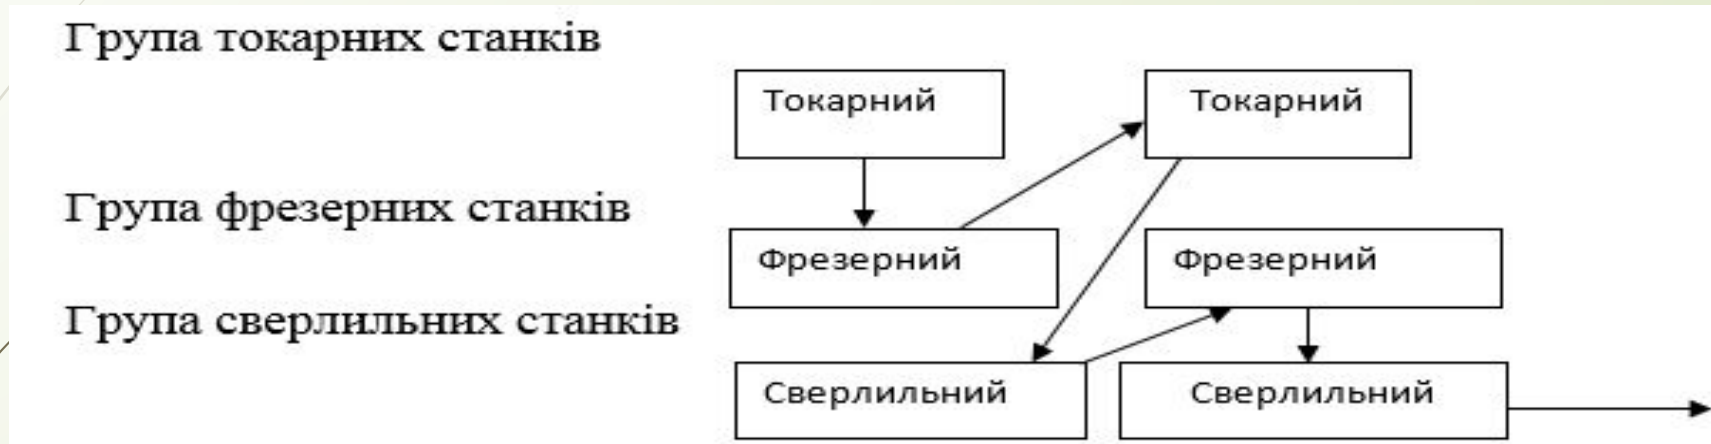 Група токарних станків
Токарний Токарний
Група фрезерних станків
Фрезерний Фрезерний
Група сверлильних станків
Сверлильний Сверлильний